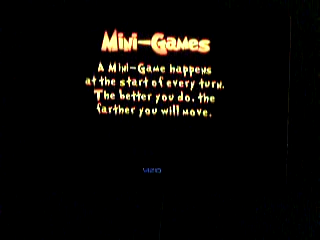 Mini-Games
A Mini-Game happens
at the start of every turn.
The better you do, the
farther you will move.
VIZIO